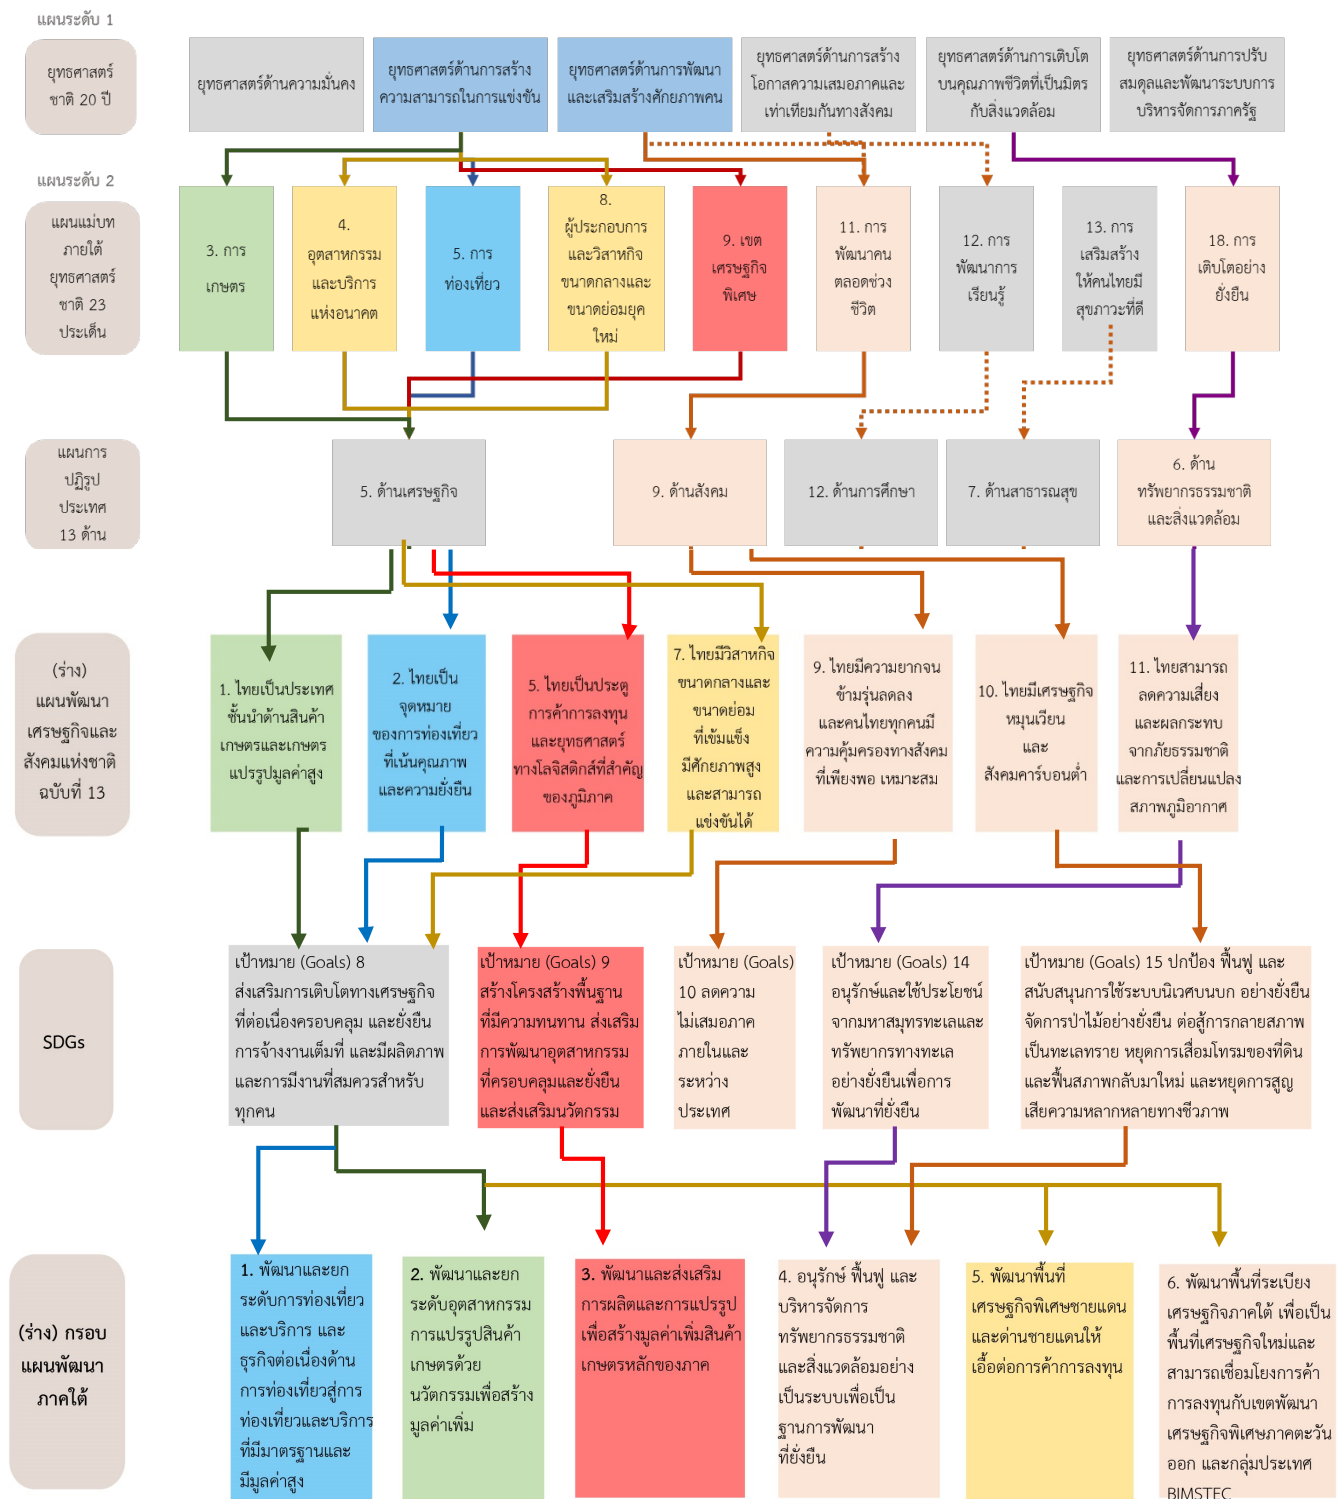 แผนระดับ 1
ยุทธศาสตร์
ชาติ 20 ปี
ยุทธศาสตร์ด้านความมั่นคง
ยุทธศาสตร์ด้านการสร้าง
ความสามารถในการแข่งขัน
ยุทธศาสตร์ด้านการพัฒนา
และเสริมสร้างศักยภาพคน
ยุทธศาสตร์ด้านการสร้าง
โอกาสความเสมอภาคและ
เท่าเทียมกันทางสังคม
ยุทธศาสตร์ด้านการเติบโต
บนคุณภาพชีวิตที่เป็นมิตร
กับสิ่งแวดล้อม
ยุทธศาสตร์ด้านการปรับ
สมดุลและพัฒนาระบบการ
บริหารจัดการภาครัฐ
แผนระดับ 2
แผนแม่บท
ภายใต้
ยุทธศาสตร์
ชาติ 23
ประเด็น
3. การ
เกษตร
4.
อุตสาหกรรม
และบริการ
แห่งอนาคต
5. การ
ท่องเที่ยว
8.
ผู้ประกอบการ
และวิสาหกิจ
ขนาดกลางและ
ขนาดย่อมยุค
ใหม่
9. เขต
เศรษฐกิจ
พิเศษ
11. การ
พัฒนาคน
ตลอดช่วง
ชีวิต
12. การ
พัฒนาการ
เรียนรู้
13. การ
เสริมสร้าง
ให้คนไทยมี
สุขภาวะที่ดี
18. การ
เติบโตอย่าง
ยั่งยืน
แผนการ
ปฏิรูป
ประเทศ
13 ด้าน
5. ด้านเศรษฐกิจ
9. ด้านสังคม
12. ด้านการศึกษา
7. ด้านสาธารณสุข
6. ด้าน
ทรัพยากรธรรมชาติ
และสิ่งแวดล้อม
(ร่าง)
แผนพัฒนา
เศรษฐกิจและ
สังคมแห่งชาติ
ฉบับที่ 13
1. ไทยเป็นประเทศ
ชั้นนำด้านสินค้า
เกษตรและเกษตร
แปรรูปมูลค่าสูง
2. ไทยเป็น
จุดหมาย
ของการท่องเที่ยว
ที่เน้นคุณภาพ
และความยั่งยืน
5. ไทยเป็นประตู
การค้าการลงทุน
และยุทธศาสตร์
ทางโลจิสติกส์ที่สำคัญ
ของภูมิภาค
7. ไทยมีวิสาหกิจ
ขนาดกลางและ
ขนาดย่อม
ที่เข้มแข็ง
มีศักยภาพสูง
และสามารถ
แข่งขันได้
9. ไทยมีความยากจน
ข้ามรุ่นลดลง
และคนไทยทุกคนมี
ความคุ้มครองทางสังคม
ที่เพียงพอ เหมาะสม
10. ไทยมีเศรษฐกิจ
หมุนเวียน
และ
สังคมคาร์บอนต่ำ
11. ไทยสามารถ
ลดความเสี่ยง
และผลกระทบ
จากภัยธรรมชาติ
และการเปลี่ยนแปลง
สภาพภูมิอากาศ
SDGs
เป้าหมาย (Goals) 8
ส่งเสริมการเติบโตทางเศรษฐกิจ
ที่ต่อเนื่องครอบคลุม และยั่งยืน
การจ้างงานเต็มที่ และมีผลิตภาพ
และการมีงานที่สมควรสำหรับ
ทุกคน
เป้าหมาย (Goals) 9
สร้างโครงสร้างพื้นฐาน
ที่มีความทนทาน ส่งเสริม
การพัฒนาอุตสาหกรรม
ที่ครอบคลุมและยั่งยืน
และส่งเสริมนวัตกรรม
เป้าหมาย (Goals)
10 ลดความ
ไม่เสมอภาค
ภายในและ
ระหว่าง
ประเทศ
เป้าหมาย (Goals) 14
อนุรักษ์และใช้ประโยชน์
จากมหาสมุทรทะเลและ
ทรัพยากรทางทะเล
อย่างยั่งยืนเพื่อการ
พัฒนาที่ยั่งยืน
เป้าหมาย (Goals) 15 ปกป้อง ฟื้นฟู และ
สนับสนุนการใช้ระบบนิเวศบนบก อย่างยั่งยืน
จัดการป่าไม้อย่างยั่งยืน ต่อสู้การกลายสภาพ
เป็นทะเลทราย หยุดการเสื่อมโทรมของที่ดิน
และฟื้นสภาพกลับมาใหม่ และหยุดการสูญ
เสียความหลากหลายทางชีวภาพ
(ร่าง) กรอบ
แผนพัฒนา
ภาคใต้
1. พัฒนาและยก
ระดับการท่องเที่ยว
และบริการ และ
ธุรกิจต่อเนื่องด้าน
การท่องเที่ยวสู่การ
ท่องเที่ยวและบริการ
ที่มีมาตรฐานและ
มีมูลค่าสูง
2. พัฒนาและยก
ระดับอุตสาหกรรม
การแปรรูปสินค้า
เกษตรด้วย
นวัตกรรมเพื่อสร้าง
มูลค่าเพิ่ม
3. พัฒนาและส่งเสริม
การผลิตและการแปรรูป
เพื่อสร้างมูลค่าเพิ่มสินค้า
เกษตรหลักของภาค
4. อนุรักษ์ ฟื้นฟู และ
บริหารจัดการ
ทรัพยากรธรรมชาติ
และสิ่งแวดล้อมอย่าง
เป็นระบบเพื่อเป็น
ฐานการพัฒนา
ที่ยั่งยืน
5. พัฒนาพื้นที่
เศรษฐกิจพิเศษชายแดน
และด่านชายแดนให้
เอื้อต่อการค้าการลงทุน
6. พัฒนาพื้นที่ระเบียง
เศรษฐกิจภาคใต้ เพื่อเป็น
พื้นที่เศรษฐกิจใหม่และ
สามารถเชื่อมโยงการค้า
การลงทุนกับเขตพัฒนา
เศรษฐกิจพิเศษภาคตะวัน
ออก และกลุ่มประเทศ
BIMSTEC